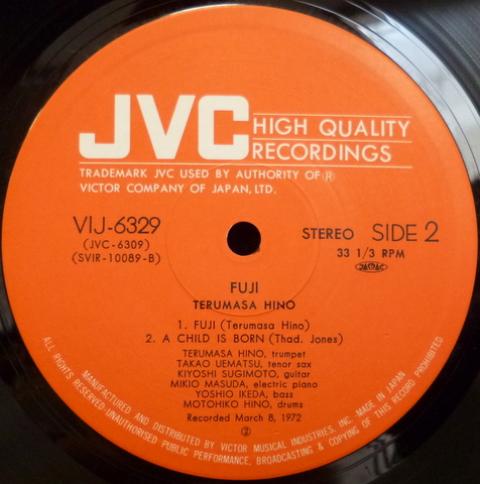 JVC
HIGH QUALITY
RECORDINGS
TRADEMARK JVC USED BY AUTHORITY OF ®
VICTOR COMPANY OF JAPAN, LTD.
VIJ-6329
(JVC-6309)
(SVIR-10089-B)
STEREO SIDE 2
33 1/3 RPM
JASRAC
FUJI
TERUMASA HINO
1. FUJI (Terumasa Hino)
2. A CHILD IS BORN (Thad. Jones)
TERUMASA HINO, trumpet
TAKAO UEMATSU, tenor sax
KIYOSHI SUGIMOTO, guitar
MIKIO MASUDA, electric piano
YOSHIO IKEDA, bass
MOTOHIKO HINO, drums
Recorded March 8, 1972
MANUFACTURED AND DISTRIBUTED BY VICTOR MUSICAL INDUSTRIES, INC. MADE IN JAPAN
ALL RIGHTS RESERVED-UNAUTHORISED PUBLIC PERFORMANCE, BROADCASTING & COPYING OF THIS RECORD PROHIBITED